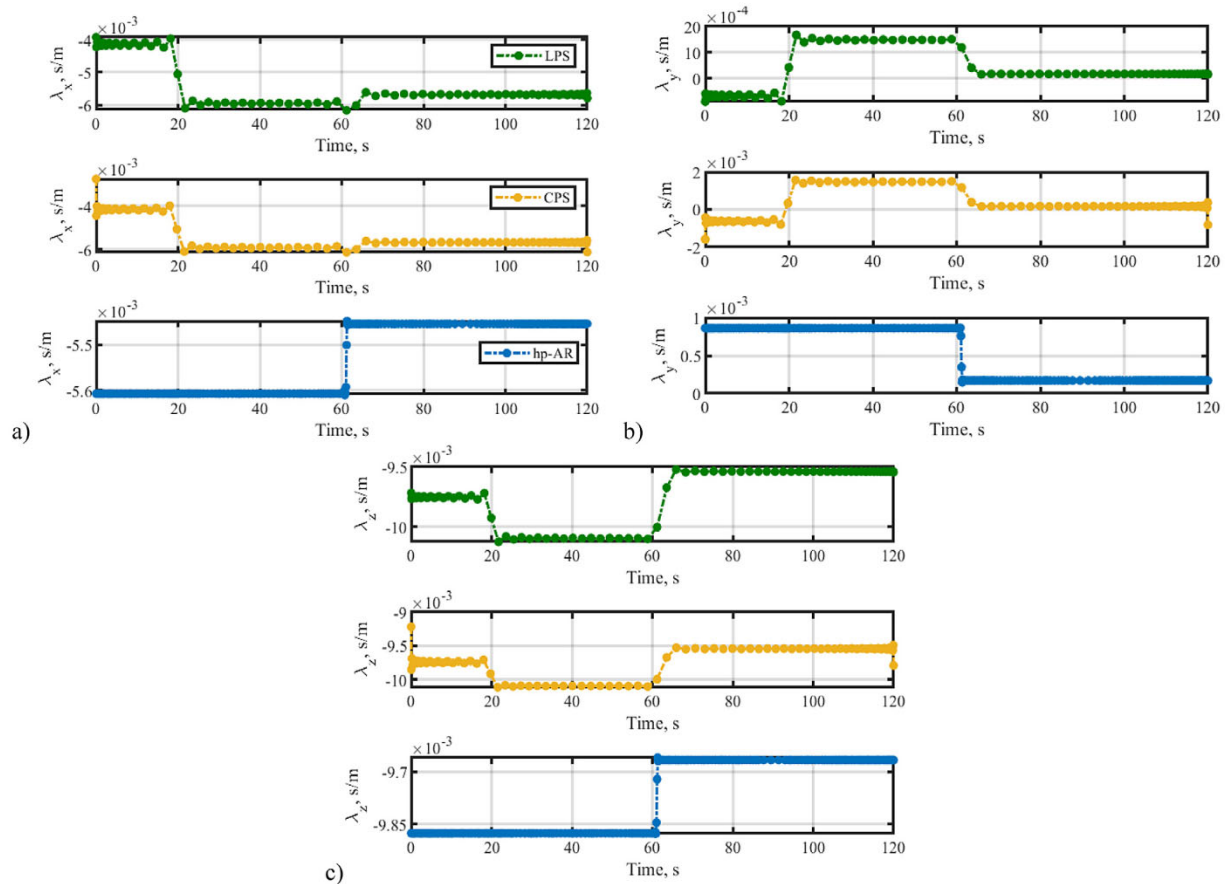 ×10⁻³
-4
-5
-6
λx, s/m
LPS
0 20 40 60 80 100 120
Time, s
×10⁻³
-4
-6
λx, s/m
CPS
0 20 40 60 80 100 120
Time, s
×10⁻³
-5.5
-5.6
λx, s/m
hp-AR
0 20 40 60 80 100 120
Time, s
a)
20 ×10⁻⁴
10
0
λy, s/m
0 20 40 60 80 100 120
Time, s
2 ×10⁻³
0
-2
λy, s/m
0 20 40 60 80 100 120
Time, s
1 ×10⁻³
0.5
0
λy, s/m
0 20 40 60 80 100 120
Time, s
b)
-9.5 ×10⁻³
-10
λz, s/m
0 20 40 60 80 100 120
Time, s
-9 ×10⁻³
-9.5
-10
λz, s/m
0 20 40 60 80 100 120
Time, s
×10⁻³
-9.7
-9.85
λz, s/m
0 20 40 60 80 100 120
Time, s
c)